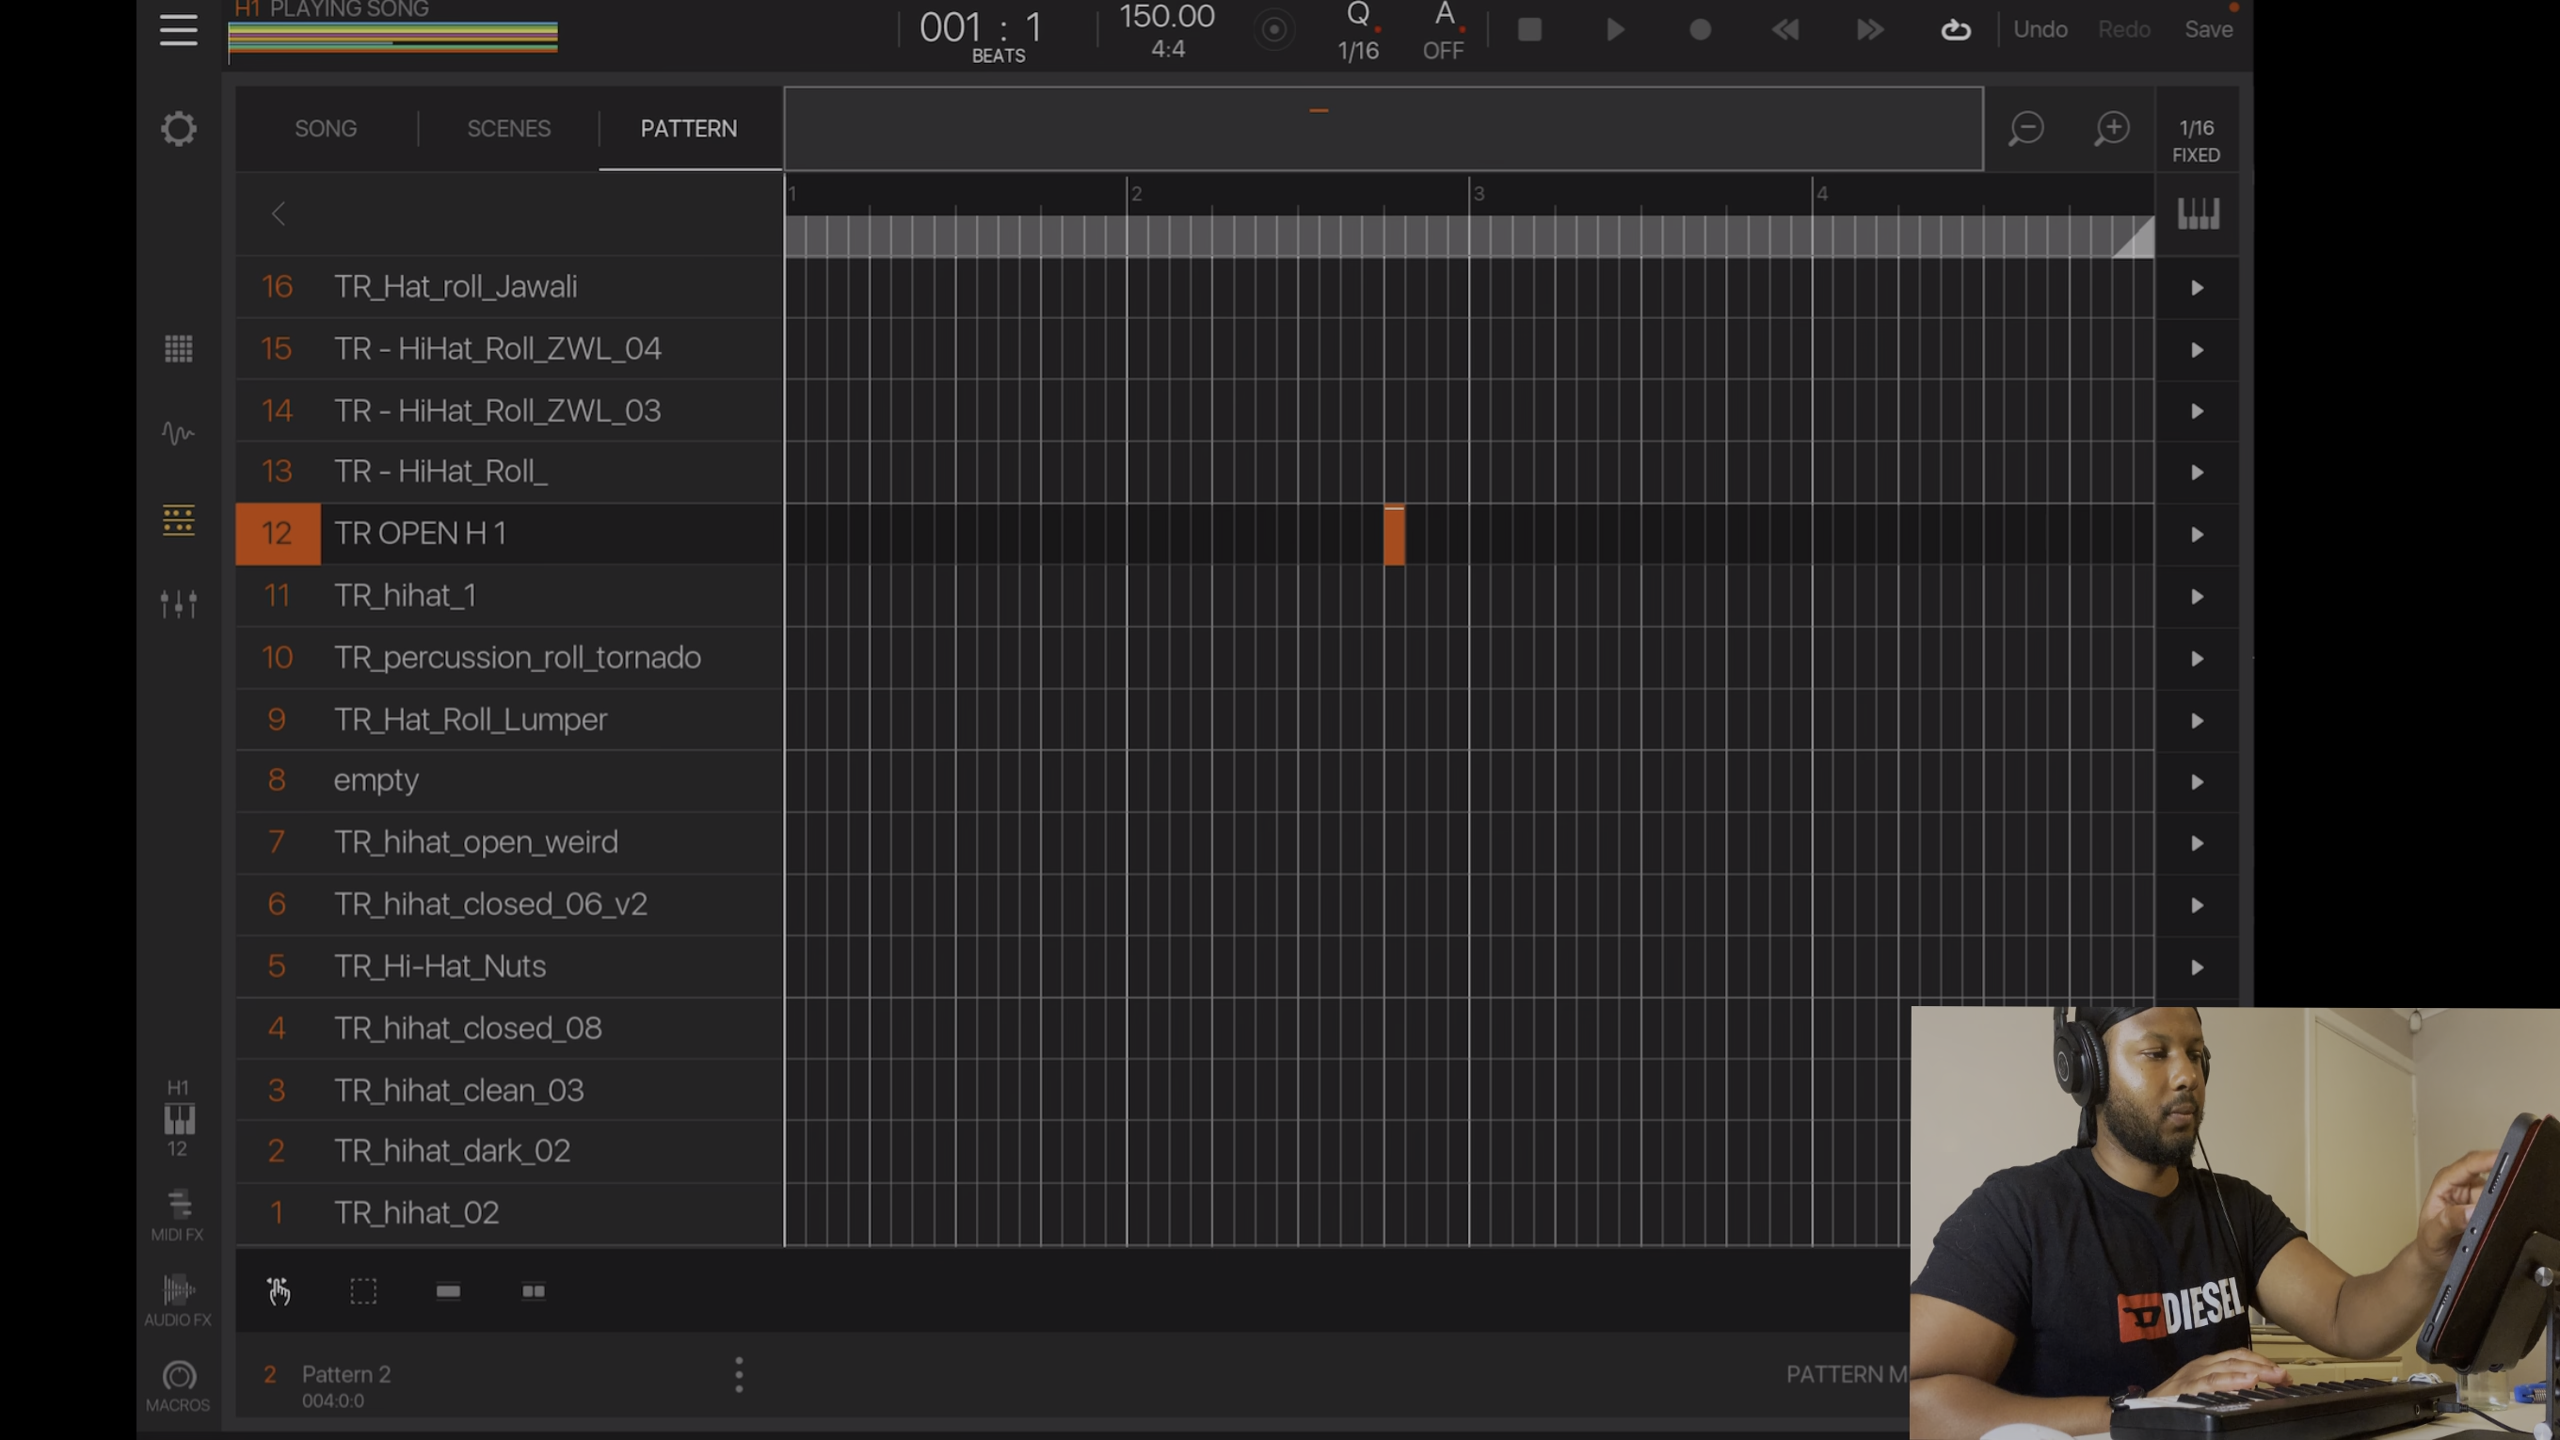 H1 PLAYING SONG
001 : 1
BEATS
150.00
4:4
Q
1/16
A
OFF
Undo
Redo
Save
SONG
SCENES
PATTERN
1/16
FIXED
1
2
3
4
16 TR_Hat_roll_Jawali
15 TR - HiHat_Roll_ZWL_04
14 TR - HiHat_Roll_ZWL_03
13 TR - HiHat_Roll_
12 TR OPEN H 1
11 TR_hihat_1
10 TR_percussion_roll_tornado
9 TR_Hat_Roll_Lumper
8 empty
7 TR_hihat_open_weird
6 TR_hihat_closed_06_v2
5 TR_Hi-Hat_Nuts
4 TR_hihat_closed_08
3 TR_hihat_clean_03
2 TR_hihat_dark_02
1 TR_hihat_02
H1
12
MIDI FX
AUDIO FX
MACROS
2 Pattern 2
004:0:0
PATTERN M
DIESEL